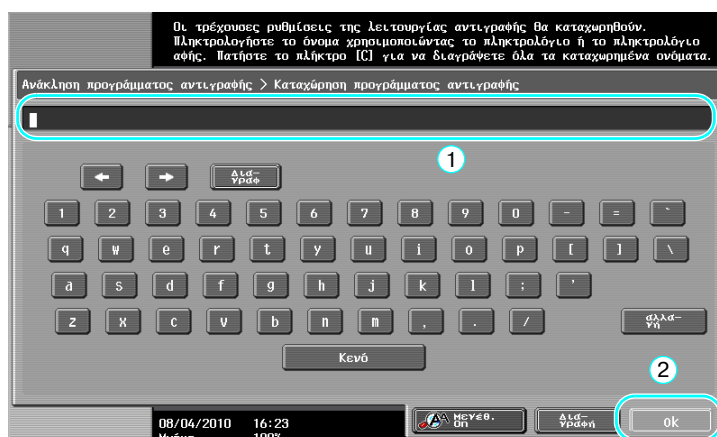 Οι τρέχουσες ρυθμίσεις της λειτουργίας αντιγραφής θα καταχωρηθούν.
Πληκτρολογήστε το όνομα χρησιμοποιώντας το πληκτρολόγιο ή το πληκτρολόγιο
αφής. Πατήστε το πλήκτρο [C] για να διαγράψετε όλα τα καταχωρημένα ονόματα.
Ανάκληση προγράμματος αντιγραφής > Καταχώρηση προγράμματος αντιγραφής
1
Δια-
γραφ
1 2 3 4 5 6 7 8 9 0 - = `
q w e r t y u i o p [ ] \
a s d f g h j k l ; '
z x c v b n m , . /
αλλα-
γή
Κενό
2
Μεγέθ.
Οπ
Δια-
γραφή
ok
08/04/2010 16:23
Μνήμη 100%